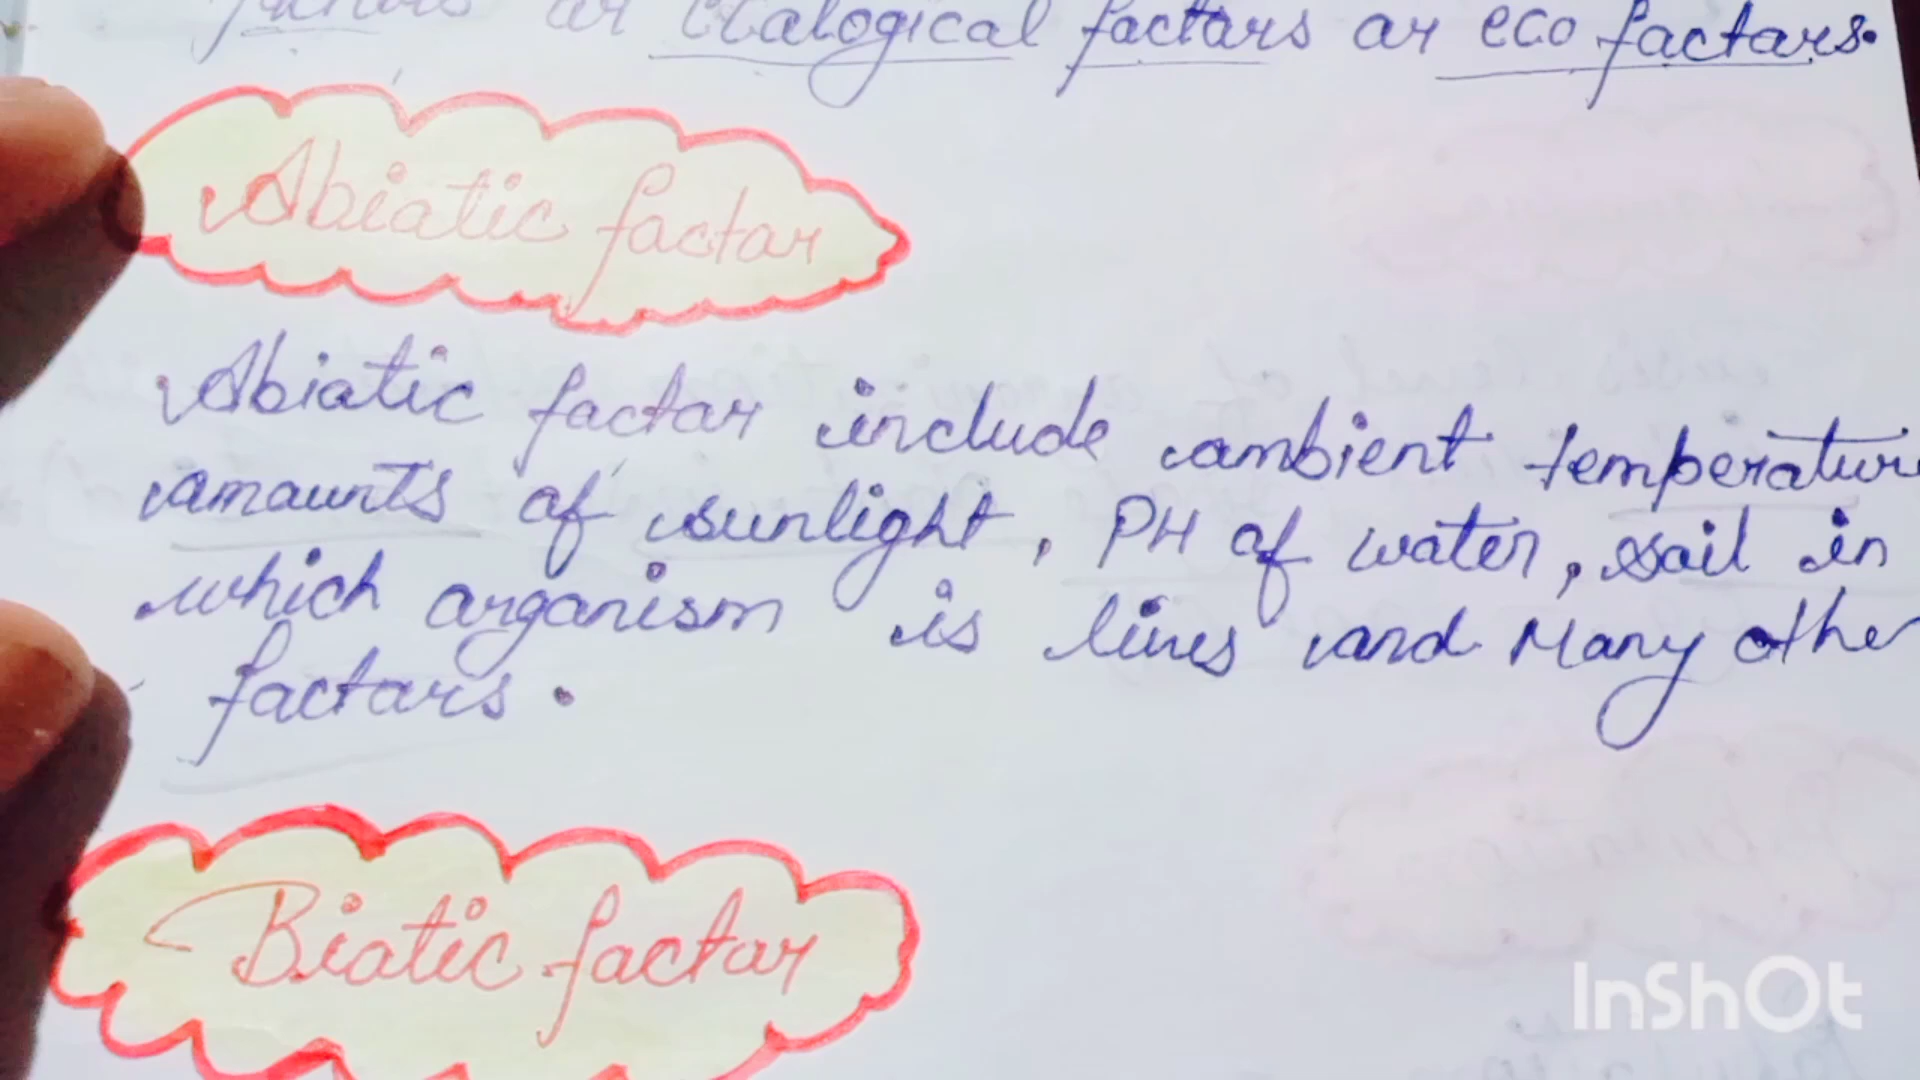 factors or Ecological factors or eco factors.
Abiotic factor
Abiotic factor include ambient temperature
amounts of sunlight, PH of water, soil in
which organism is lives and Many other
factors.
Biotic factor
InShOt